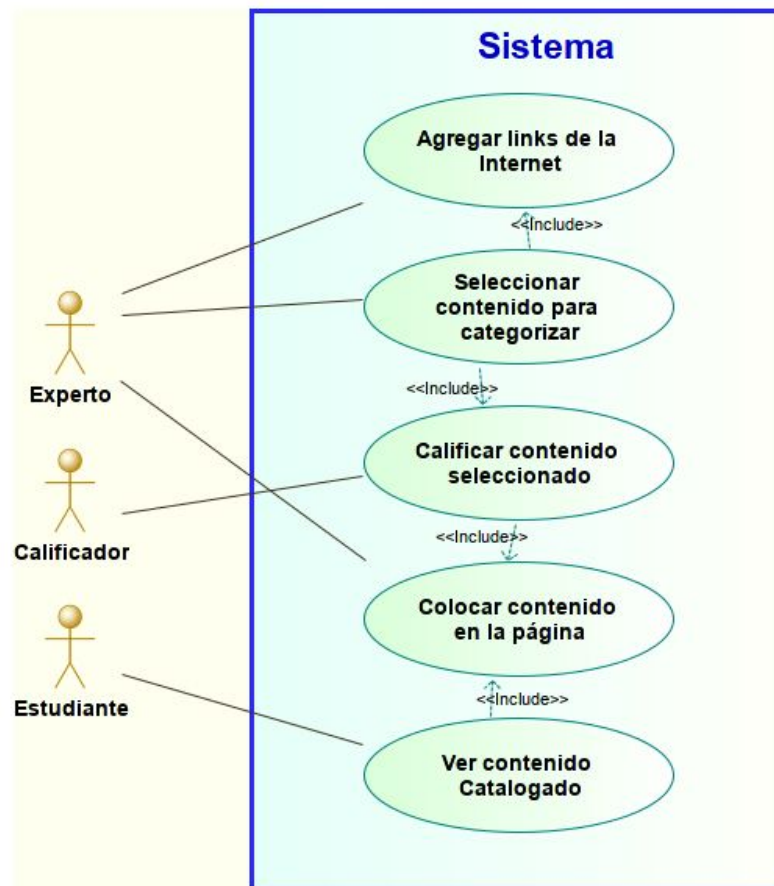 Sistema
Agregar links de la
Internet
<<Include>>
Seleccionar
contenido para
categorizar
Experto
<<Include>>
Calificar contenido
seleccionado
Calificador
<<Include>>
Colocar contenido
en la página
Estudiante
<<Include>>
Ver contenido
Catalogado